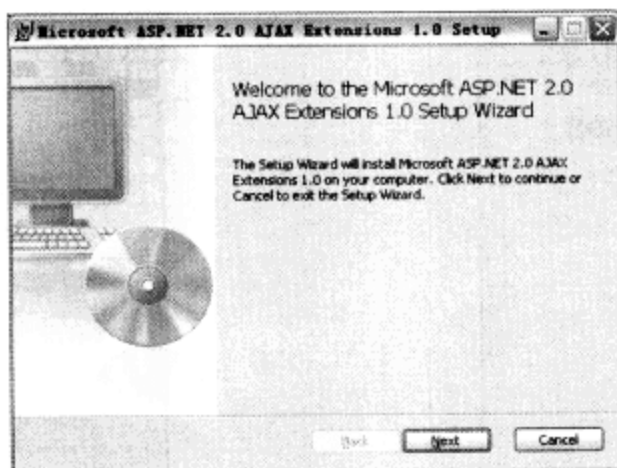 Microsoft ASP.NET 2.0 AJAX Extensions 1.0 Setup
Welcome to the Microsoft ASP.NET 2.0
AJAX Extensions 1.0 Setup Wizard
The Setup Wizard will install Microsoft ASP.NET 2.0 AJAX
Extensions 1.0 on your computer. Click Next to continue or
Cancel to exit the Setup Wizard.
Back Next Cancel